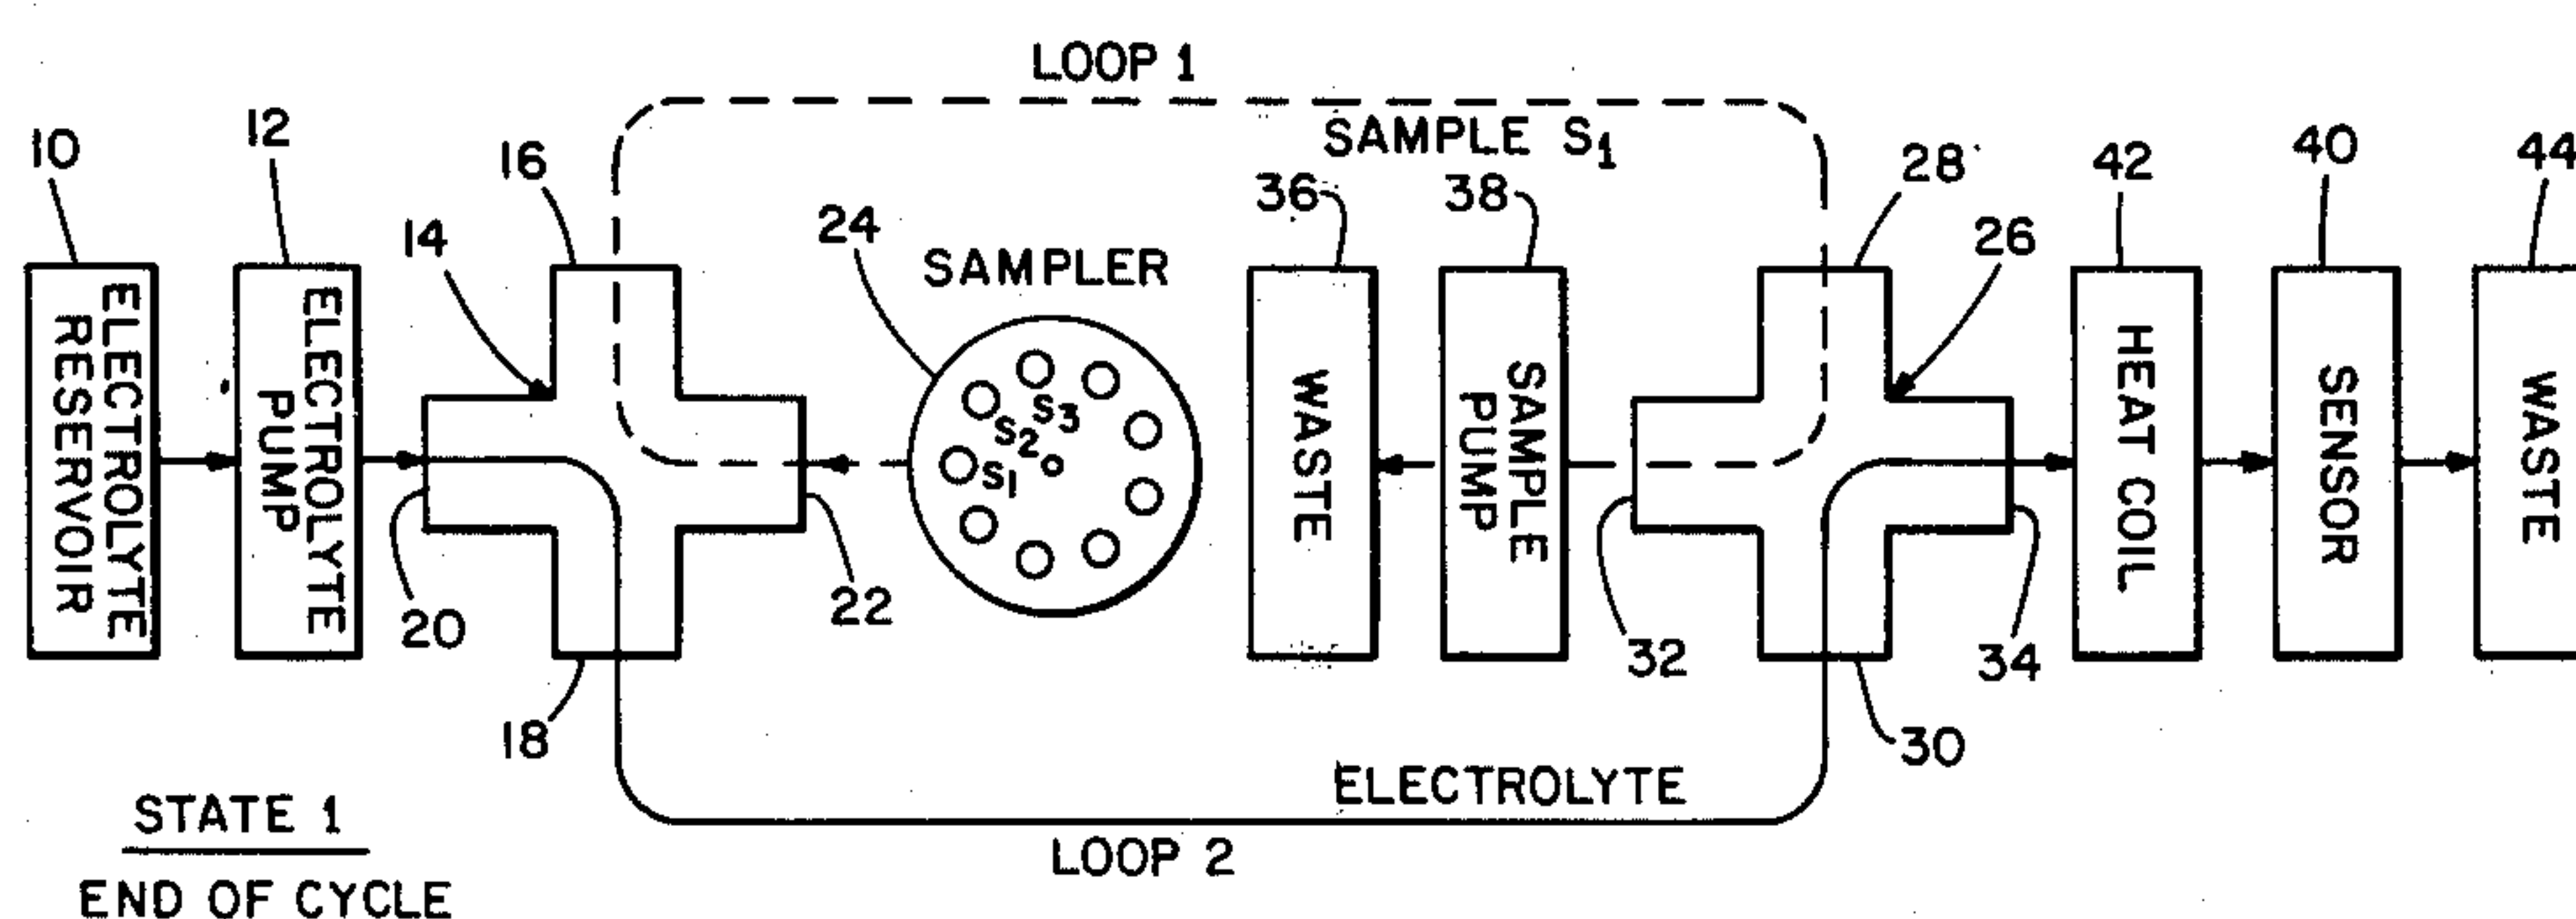 LOOP 1
SAMPLE S1
10
12
14
16
24
SAMPLER
36
38
28
26
42
40
44
ELECTROLYTE
RESERVOIR
ELECTROLYTE
PUMP
S1
S2
S3
WASTE
SAMPLE
PUMP
HEAT COIL
SENSOR
WASTE
20
22
18
32
34
30
ELECTROLYTE
LOOP 2
STATE 1
END OF CYCLE